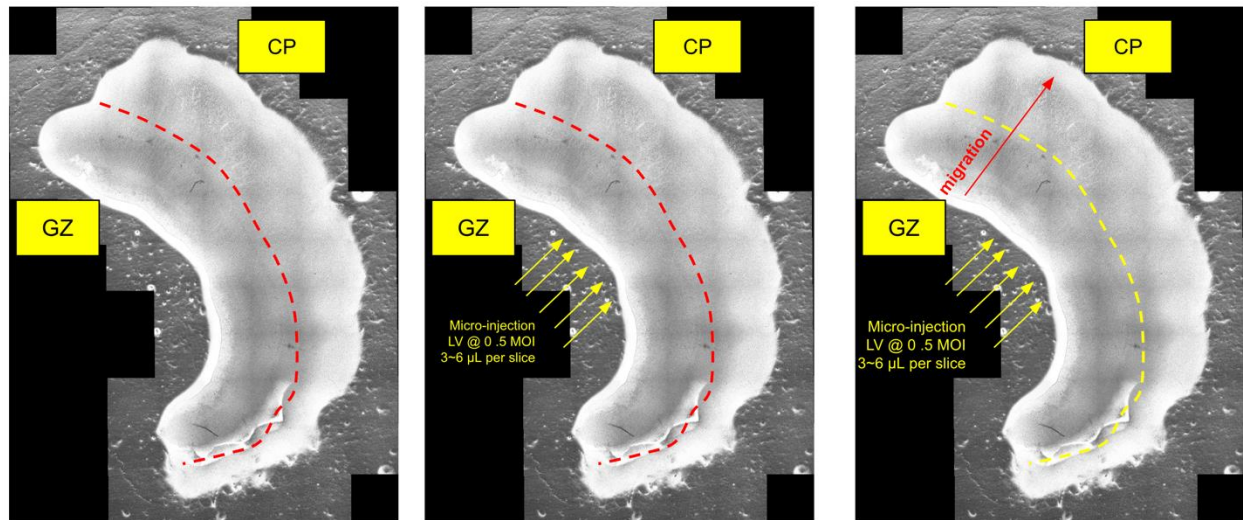 CP
GZ
CP
GZ
Micro-injection
LV @ 0 .5 MOI
3~6 µL per slice
CP
migration
GZ
Micro-injection
LV @ 0 .5 MOI
3~6 µL per slice